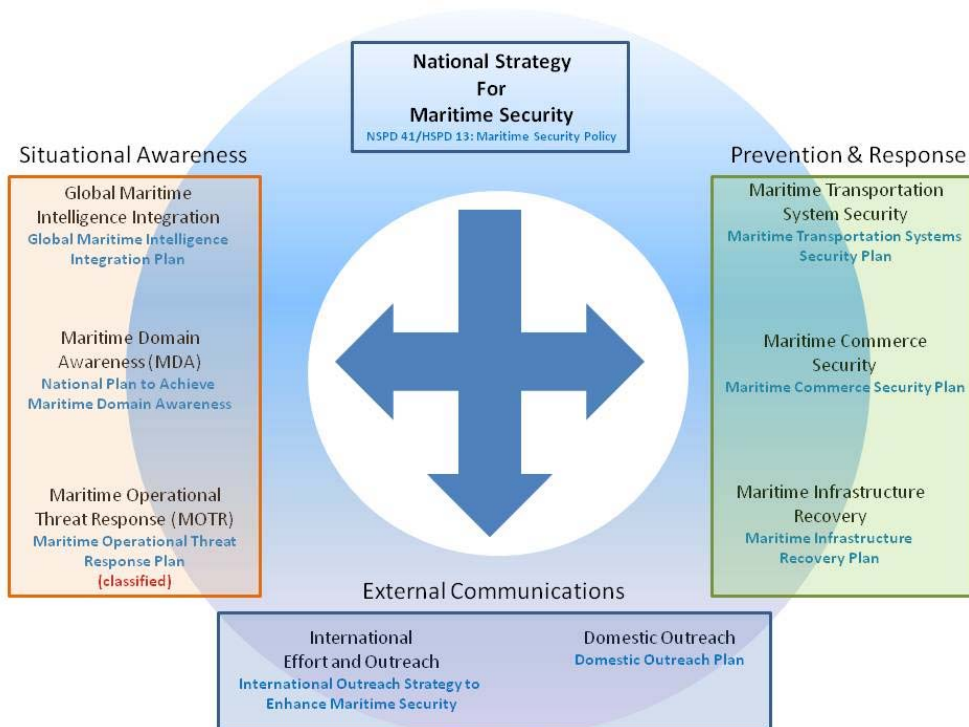 National Strategy
For
Maritime Security
NSPD 41/HSPD 13: Maritime Security Policy
Situational Awareness
Global Maritime
Intelligence Integration
Global Maritime Intelligence
Integration Plan
Maritime Domain
Awareness (MDA)
National Plan to Achieve
Maritime Domain Awareness
Maritime Operational
Threat Response (MOTR)
Maritime Operational Threat
Response Plan
(classified)
Prevention & Response
Maritime Transportation
System Security
Maritime Transportation Systems
Security Plan
Maritime Commerce
Security
Maritime Commerce Security Plan
Maritime Infrastructure
Recovery
Maritime Infrastructure
Recovery Plan
External Communications
International
Effort and Outreach
International Outreach Strategy to
Enhance Maritime Security
Domestic Outreach
Domestic Outreach Plan